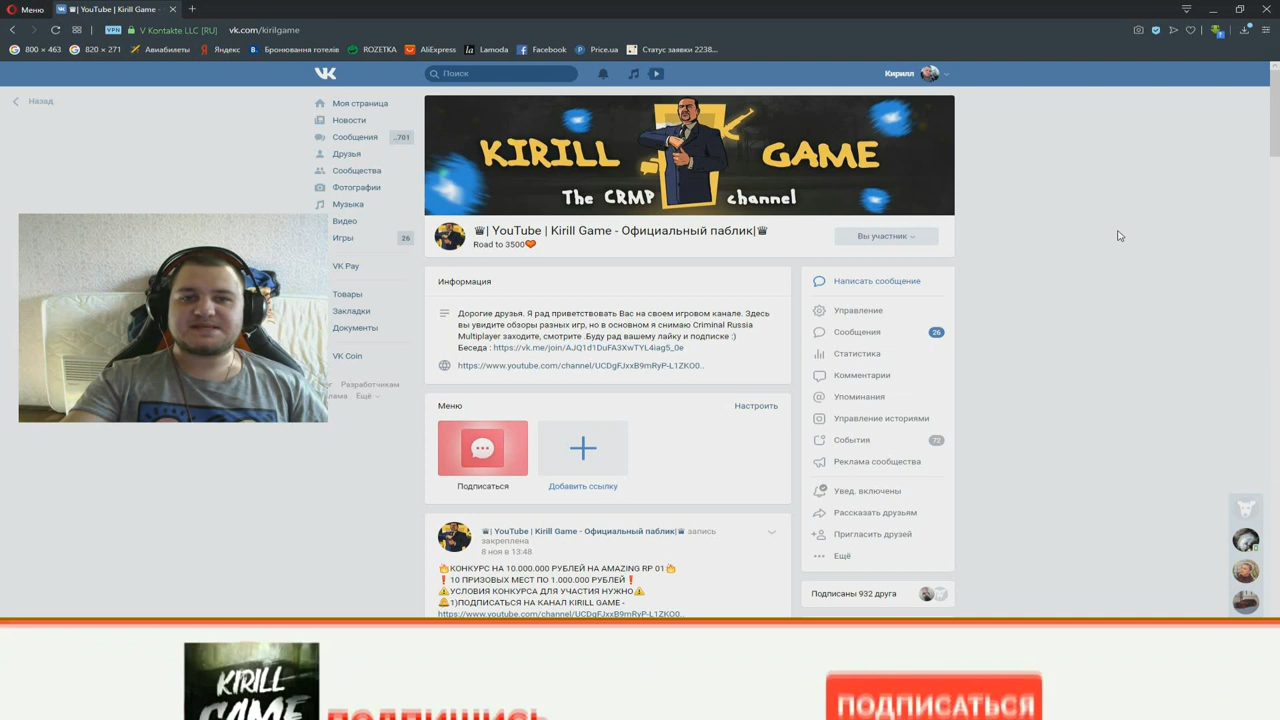 Меню
| YouTube | Kirill Game -
VPN
V Kontakte LLC [RU]
vk.com/kirilgame
800 × 463
820 × 271
Авиабилеты
Яндекс
Бронювання готелів
ROZETKA
AliExpress
Lamoda
Facebook
Price.ua
Статус заявки 2238...
Поиск
Кирилл
Назад
Моя страница
Новости
Сообщения
..701
Друзья
Сообщества
Фотографии
Музыка
Видео
Игры
26
VK Pay
Товары
Закладки
Документы
VK Coin
Разработчикам
Ещё
KIRILL GAME
The CRMP channel
♛| YouTube | Kirill Game - Официальный паблик|♛
Road to 3500
Вы участник
Информация
Дорогие друзья. Я рад приветствовать Вас на своем игровом канале. Здесь
вы увидите обзоры разных игр, но в основном я снимаю Criminal Russia
Multiplayer заходите, смотрите .Буду рад вашему лайку и подписке :)
Беседа : https://vk.me/join/AJQ1d1DuFA3XwTYL4iag5_0e
https://www.youtube.com/channel/UCDgFJxxB9mRyP-L1ZKO0..
Меню
Настроить
Подписаться
Добавить ссылку
♛| YouTube | Kirill Game - Официальный паблик|♛ запись
закреплена
8 ноя в 13:48
💥КОНКУРС НА 10.000.000 РУБЛЕЙ НА AMAZING RP 01💥
❗10 ПРИЗОВЫХ МЕСТ ПО 1.000.000 РУБЛЕЙ❗
⚠УСЛОВИЯ КОНКУРСА ДЛЯ УЧАСТИЯ НУЖНО⚠
🔔1)ПОДПИСАТЬСЯ НА КАНАЛ KIRILL GAME -
https://www.youtube.com/channel/UCDgFJxxB9mRyP-L1ZKO0..
Написать сообщение
Управление
Сообщения
26
Статистика
Комментарии
Упоминания
Управление историями
События
72
Реклама сообщества
Увед. включены
Рассказать друзьям
Пригласить друзей
Ещё
Подписаны 932 друга
KIRILL
GAME
ПОДПИШИСЬ
ПОДПИСАТЬСЯ